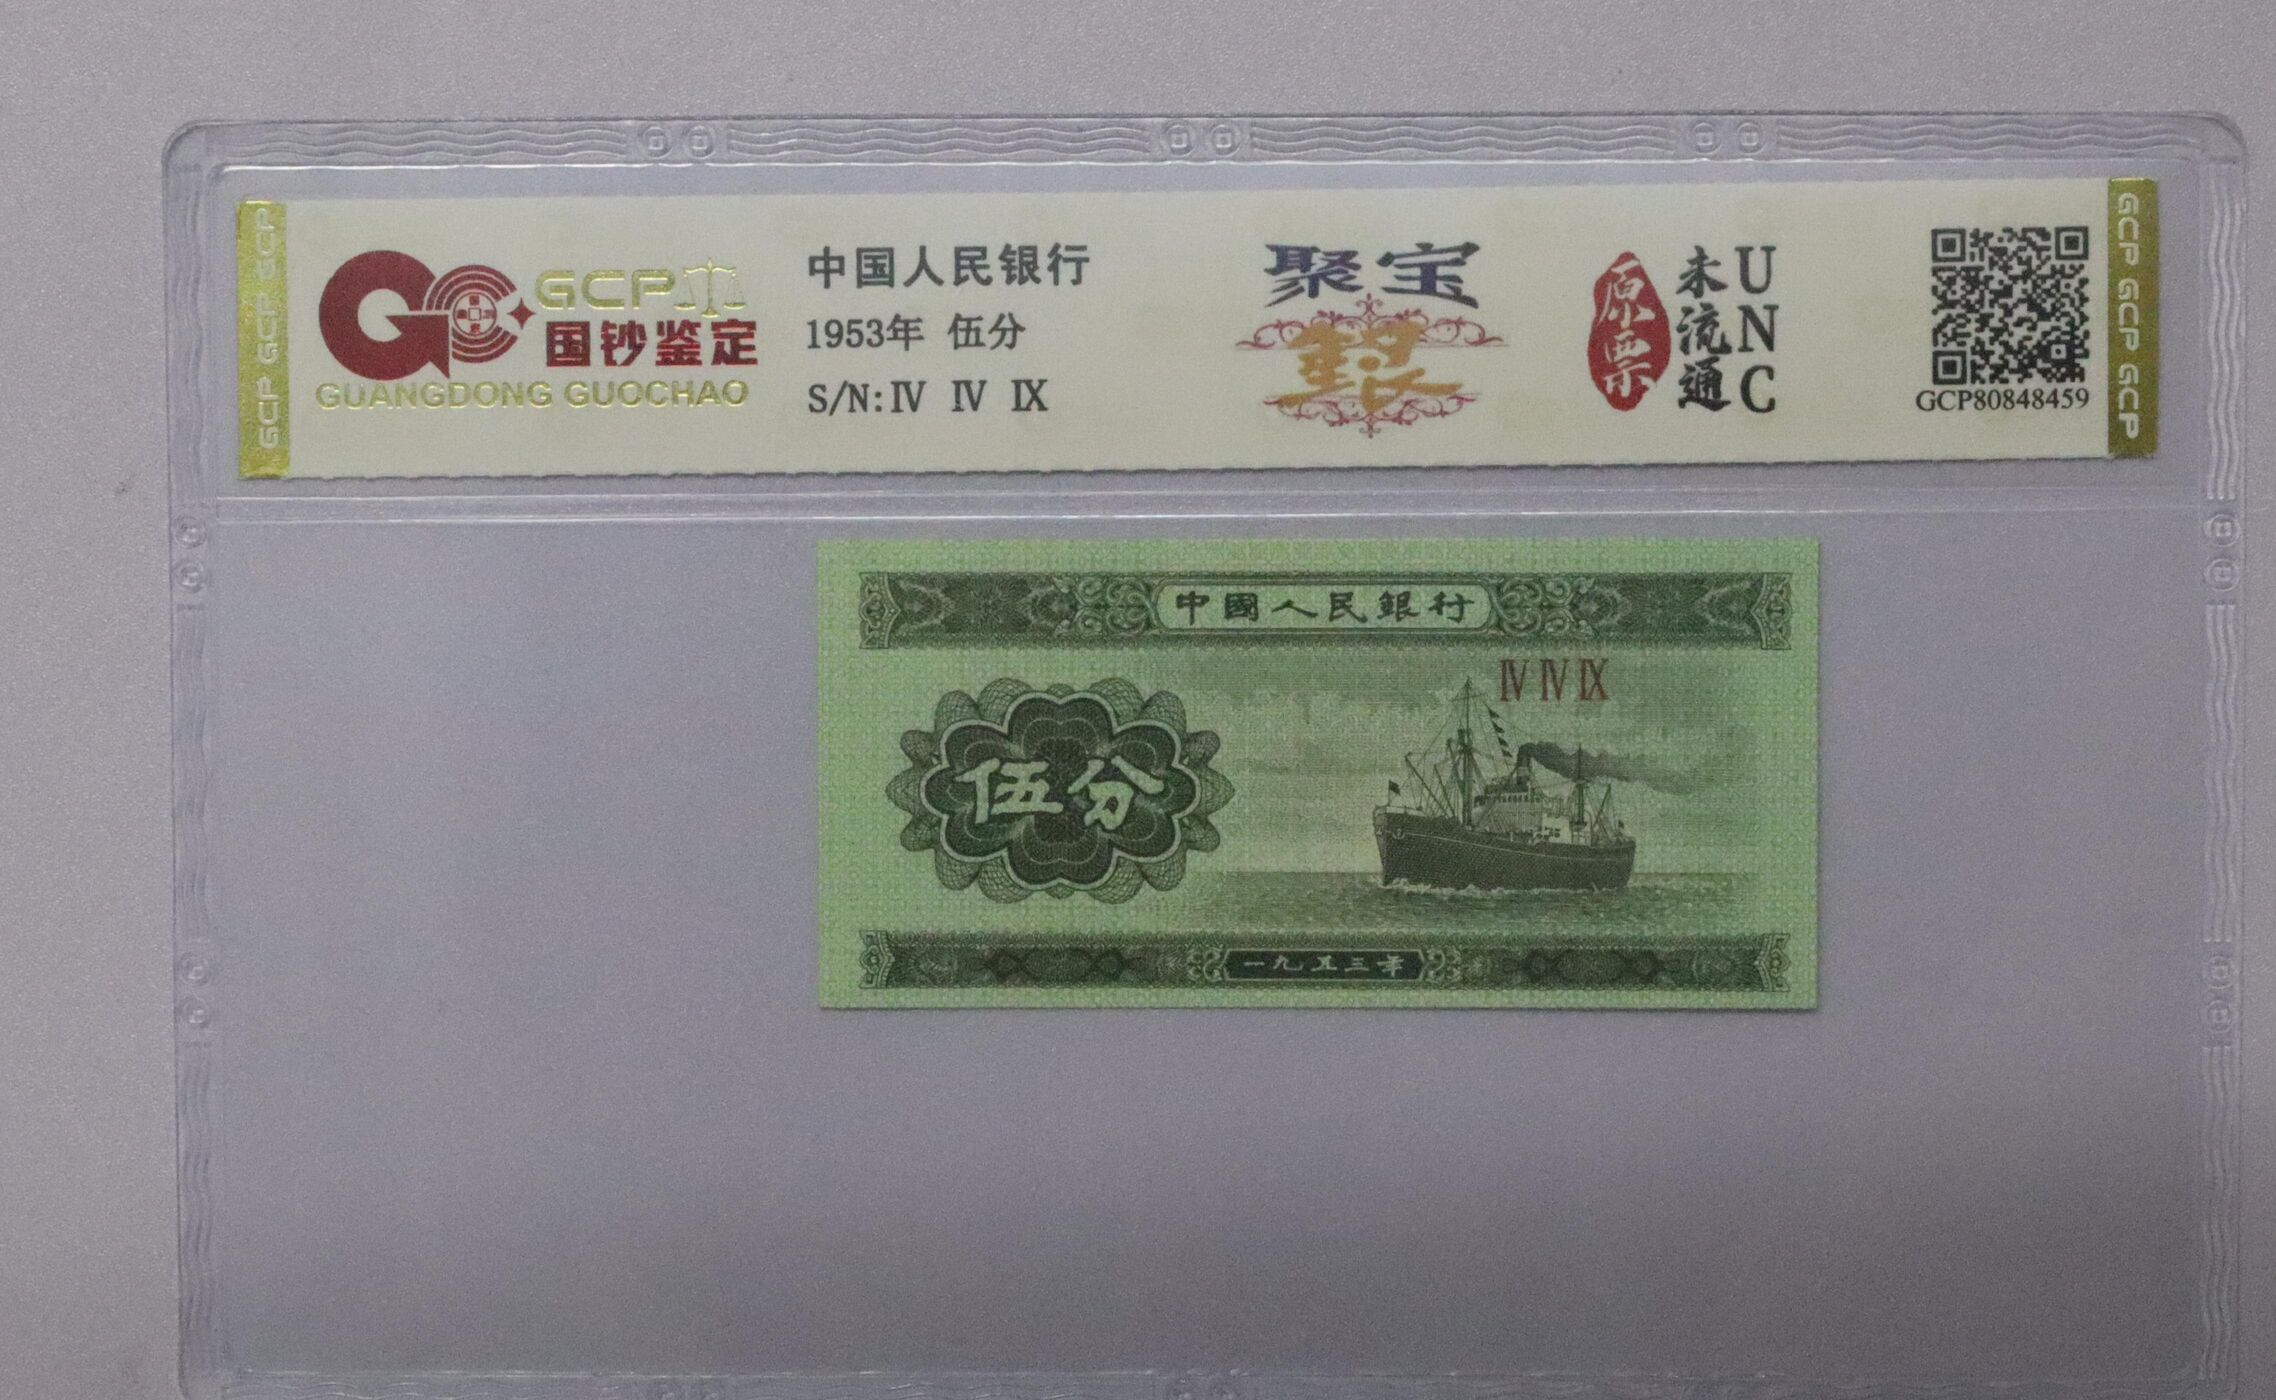 GCP GCP GCP
GCP
国钞鉴定
GUANGDONG GUOCHAO
中国人民银行
1953年 伍分
S/N: IV IV IX
聚宝
原票
未流通
UNC
GCP80848459
GCP GCP GCP
中國人民銀行
IV IV IX
伍分
一九五三年